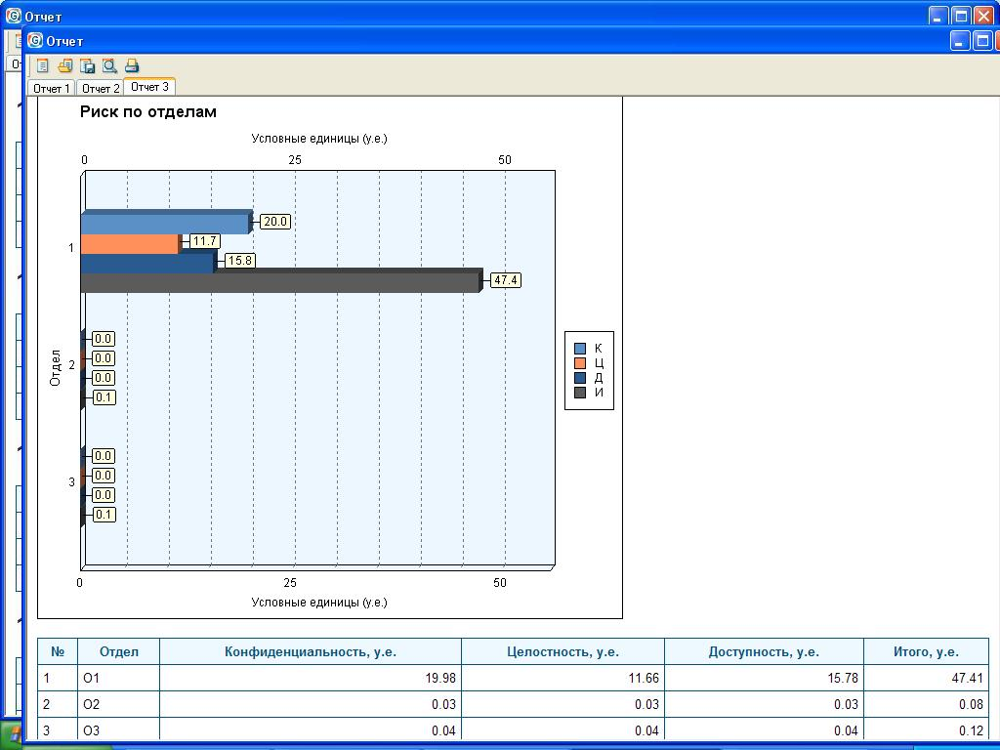 Отчет
Отчет
Отчет 1
Отчет 2
Отчет 3
Риск по отделам
Условные единицы (у.е.)
0 25 50
20.0
11.7
1
15.8
47.4
0.0
0.0
Отдел
2
0.0
0.1
К
Ц
Д
И
0.0
0.0
3
0.0
0.1
0 25 50
Условные единицы (у.е.)
№ Отдел Конфиденциальность, у.е. Целостность, у.е. Доступность, у.е. Итого, у.е.
1 О1 19.98 11.66 15.78 47.41
2 О2 0.03 0.03 0.03 0.08
3 О3 0.04 0.04 0.04 0.12